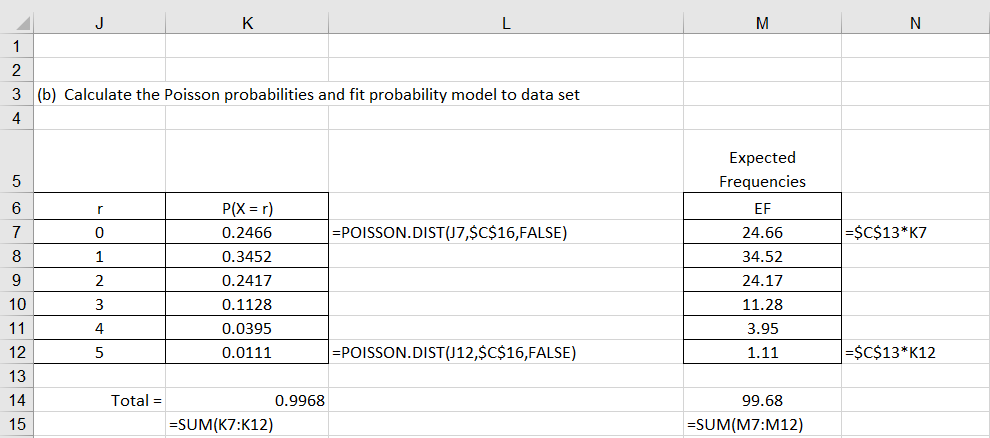 J K L M N
1
2
3 (b) Calculate the Poisson probabilities and fit probability model to data set
4
Expected
5 Frequencies
6 r P(X = r) EF
7 0 0.2466 =POISSON.DIST(J7,$C$16,FALSE) 24.66 =$C$13*K7
8 1 0.3452 34.52
9 2 0.2417 24.17
10 3 0.1128 11.28
11 4 0.0395 3.95
12 5 0.0111 =POISSON.DIST(J12,$C$16,FALSE) 1.11 =$C$13*K12
13
14 Total = 0.9968 99.68
15 =SUM(K7:K12) =SUM(M7:M12)